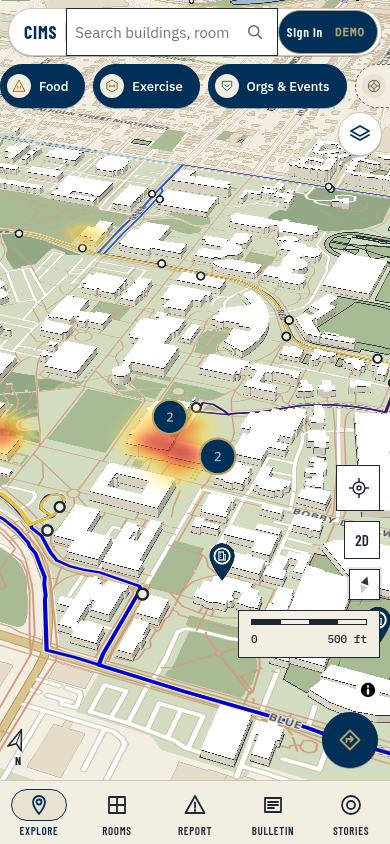 CIMS
Search buildings, room
Sign In DEMO
Food
Exercise
Orgs & Events
2
2
BOBBY D
2D
0 500 ft
BLUE
N
EXPLORE
ROOMS
REPORT
BULLETIN
STORIES